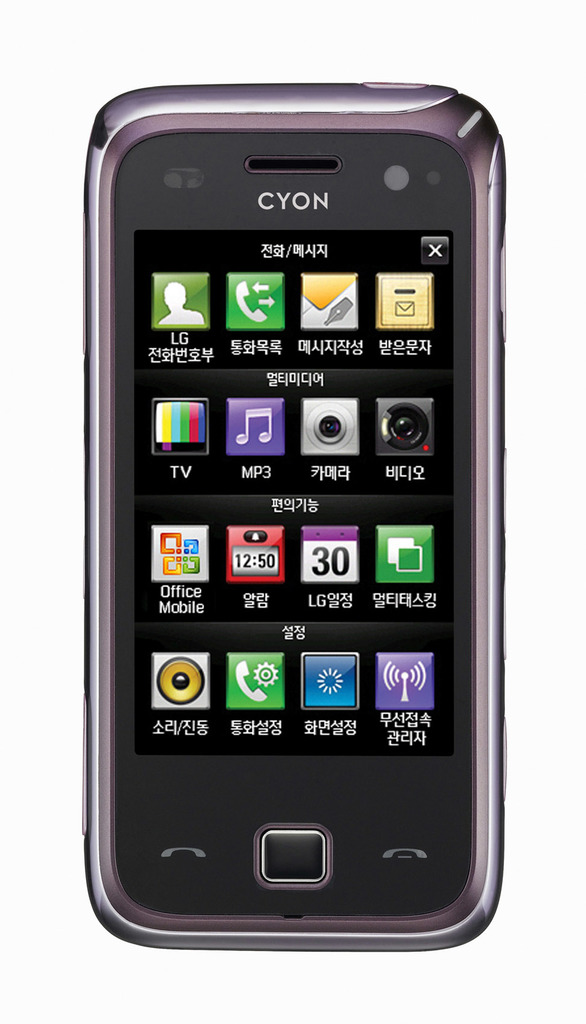 CYON
전화/메시지
X
LG
전화번호부
통화목록
메시지작성
받은문자
멀티미디어
TV
MP3
카메라
비디오
편의기능
12:50
30
Office
Mobile
알람
LG일정
멀티태스킹
설정
소리/진동
통화설정
화면설정
무선접속
관리자